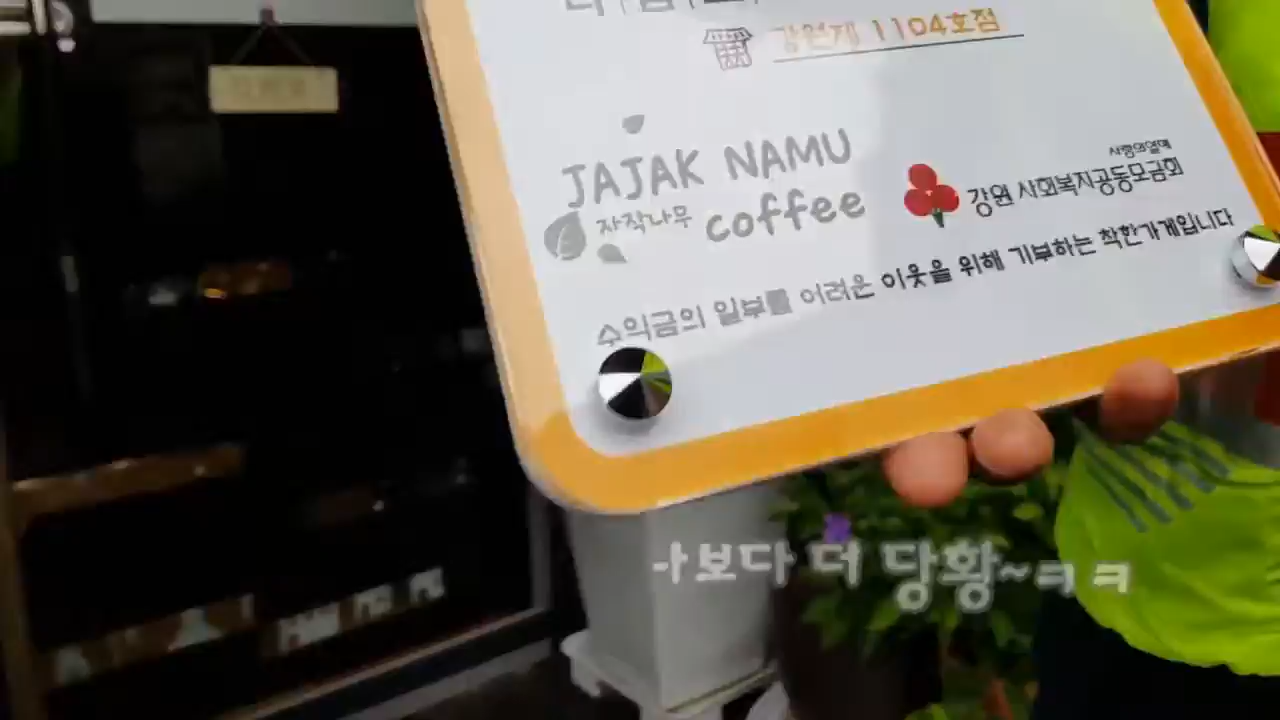 강원제 1104호점
JAJAK NAMU
자작나무 coffee
사랑의열매
강원 사회복지공동모금회
수익금의 일부를 어려운 이웃을 위해 기부하는 착한가게입니다
더 당황~ㅋㅋ